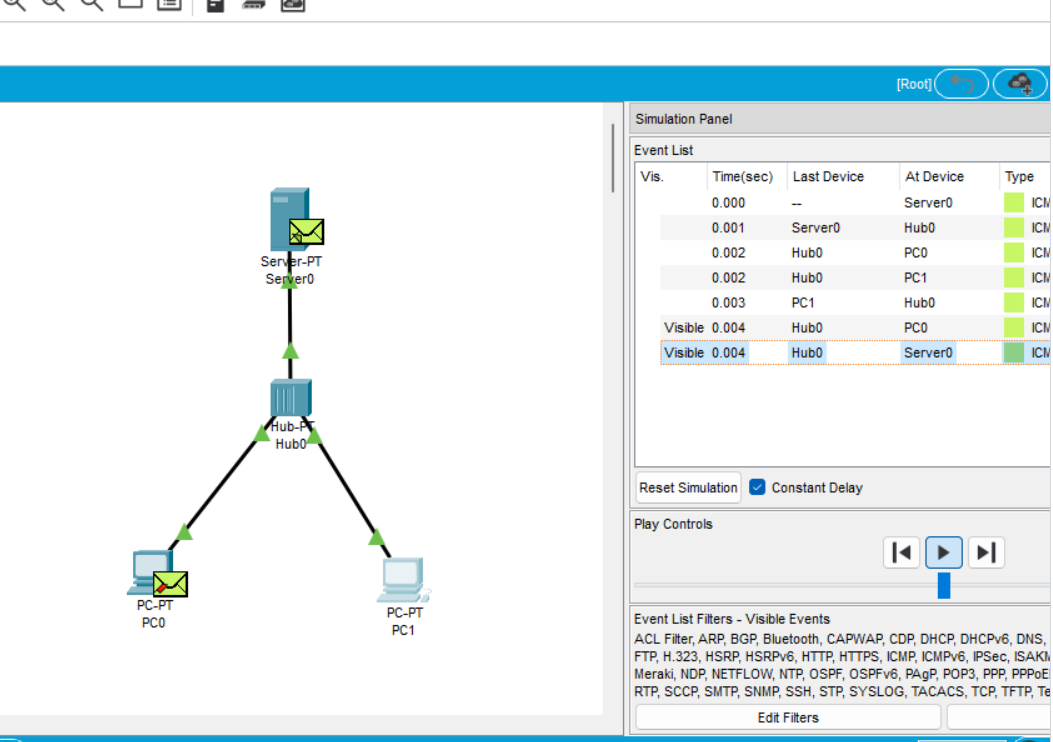 [Root]
Simulation Panel
Event List
Vis. Time(sec) Last Device At Device Type
0.000 -- Server0 ICM
0.001 Server0 Hub0 ICM
0.002 Hub0 PC0 ICM
0.002 Hub0 PC1 ICM
0.003 PC1 Hub0 ICM
Visible 0.004 Hub0 PC0 ICM
Visible 0.004 Hub0 Server0 ICM
Reset Simulation Constant Delay
Play Controls
Event List Filters - Visible Events
ACL Filter, ARP, BGP, Bluetooth, CAPWAP, CDP, DHCP, DHCPv6, DNS,
FTP, H.323, HSRP, HSRPv6, HTTP, HTTPS, ICMP, ICMPv6, IPSec, ISAKM
Meraki, NDP, NETFLOW, NTP, OSPF, OSPFv6, PAgP, POP3, PPP, PPPoE
RTP, SCCP, SMTP, SNMP, SSH, STP, SYSLOG, TACACS, TCP, TFTP, Te
Edit Filters
Server-PT
Server0
Hub-PT
Hub0
PC-PT
PC0
PC-PT
PC1